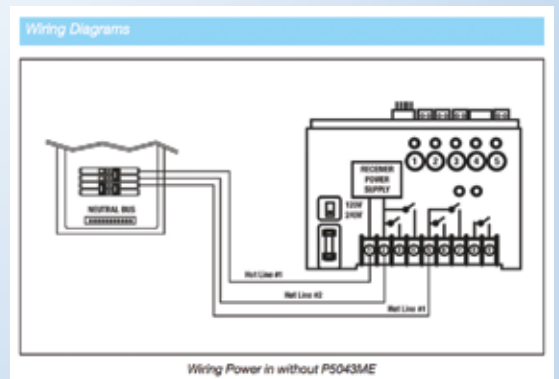 Wiring Diagrams
RECEIVER
POWER
SUPPLY
1 2 3 4 5
120V
240V
NEUTRAL BUS
Hot Line #1
Hot Line #2
Hot Line #1
Wiring Power in without P5043ME